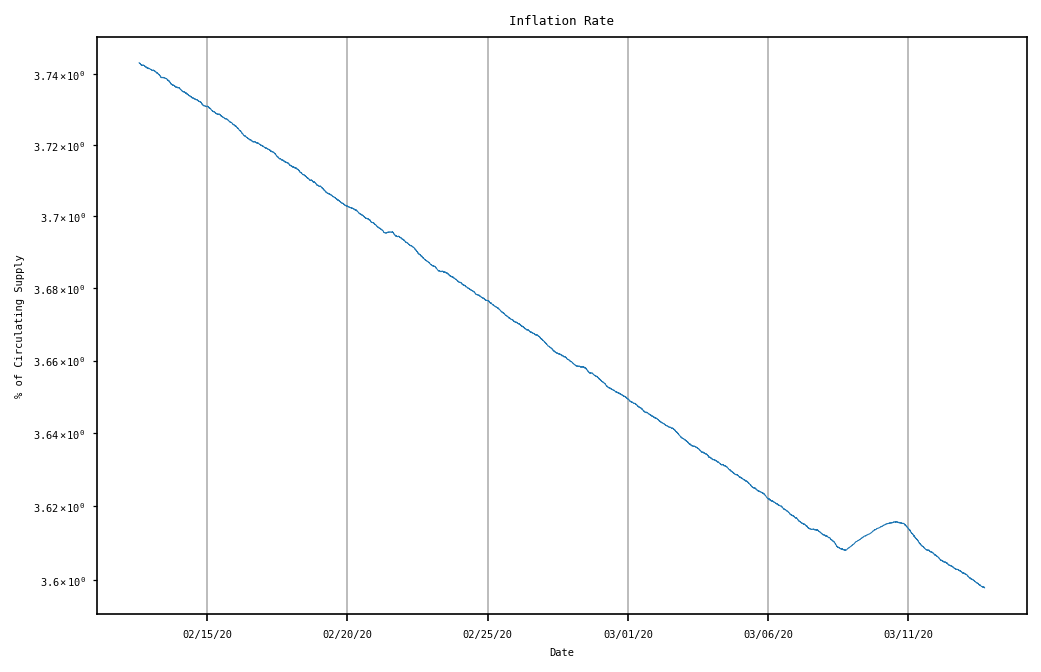 Inflation Rate
3.74×10⁰
3.72×10⁰
3.7×10⁰
3.68×10⁰
3.66×10⁰
3.64×10⁰
3.62×10⁰
3.6×10⁰
% of Circulating Supply
02/15/20 02/20/20 02/25/20 03/01/20 03/06/20 03/11/20
Date